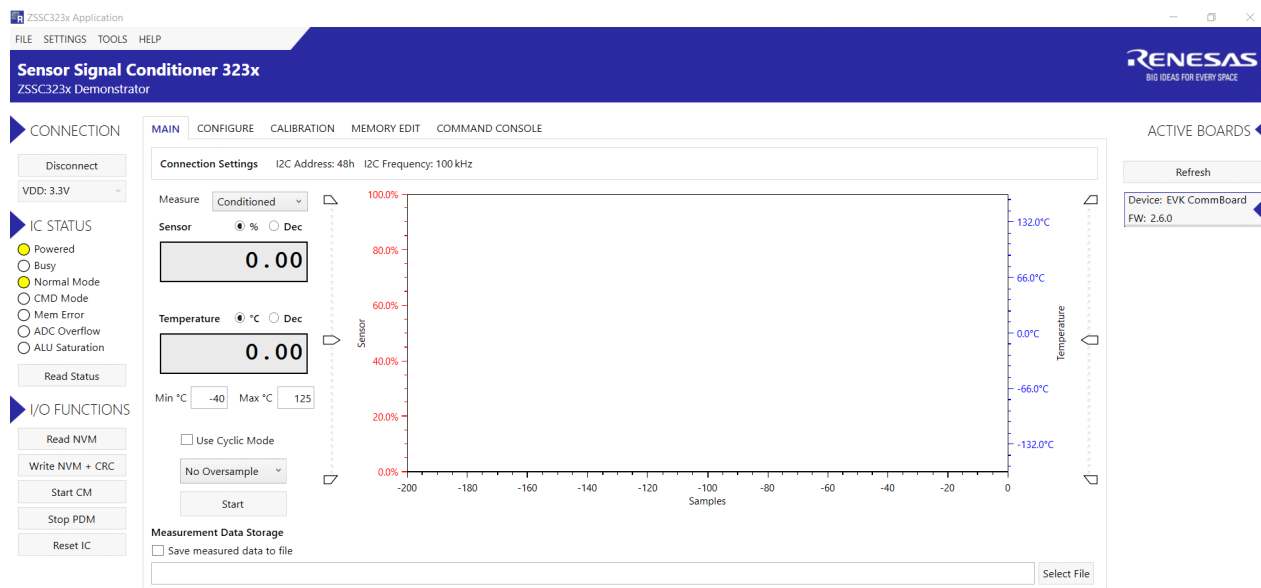 ZSSC323x Application
FILE SETTINGS TOOLS HELP
Sensor Signal Conditioner 323x
ZSSC323x Demonstrator
RENESAS
BIG IDEAS FOR EVERY SPACE
CONNECTION
Disconnect
VDD: 3.3V
IC STATUS
Powered
Busy
Normal Mode
CMD Mode
Mem Error
ADC Overflow
ALU Saturation
Read Status
I/O FUNCTIONS
Read NVM
Write NVM + CRC
Start CM
Stop PDM
Reset IC
MAIN CONFIGURE CALIBRATION MEMORY EDIT COMMAND CONSOLE
Connection Settings I2C Address: 48h I2C Frequency: 100 kHz
Measure Conditioned
Sensor % Dec
0.00
Temperature °C Dec
0.00
Min °C -40 Max °C 125
Use Cyclic Mode
No Oversample
Start
100.0%
80.0%
60.0%
40.0%
20.0%
0.0%
Sensor
-200 -180 -160 -140 -120 -100 -80 -60 -40 -20 0
Samples
132.0°C
66.0°C
0.0°C
-66.0°C
-132.0°C
Temperature
Measurement Data Storage
Save measured data to file
Select File
ACTIVE BOARDS
Refresh
Device: EVK CommBoard
FW: 2.6.0